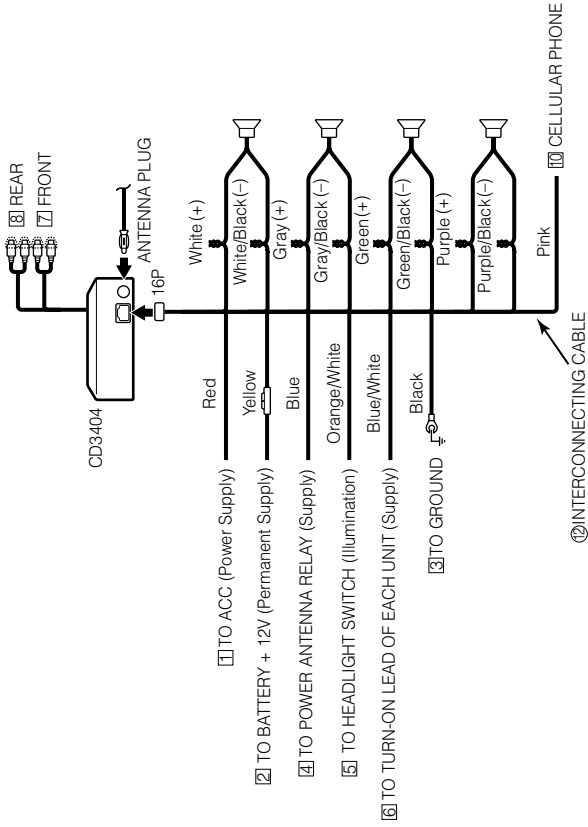 8 REAR
7 FRONT
ANTENNA PLUG
16P
CD3404
White (+)
White/Black (–)
Gray (+)
Gray/Black (–)
Green (+)
Green/Black (–)
Purple (+)
Purple/Black (–)
Pink
10 CELLULAR PHONE
Red
Yellow
Blue
Orange/White
Blue/White
Black
1 TO ACC (Power Supply)
2 TO BATTERY + 12V (Permanent Supply)
4 TO POWER ANTENNA RELAY (Supply)
5 TO HEADLIGHT SWITCH (Illumination)
6 TO TURN-ON LEAD OF EACH UNIT (Supply)
3 TO GROUND
⑫ INTERCONNECTING CABLE